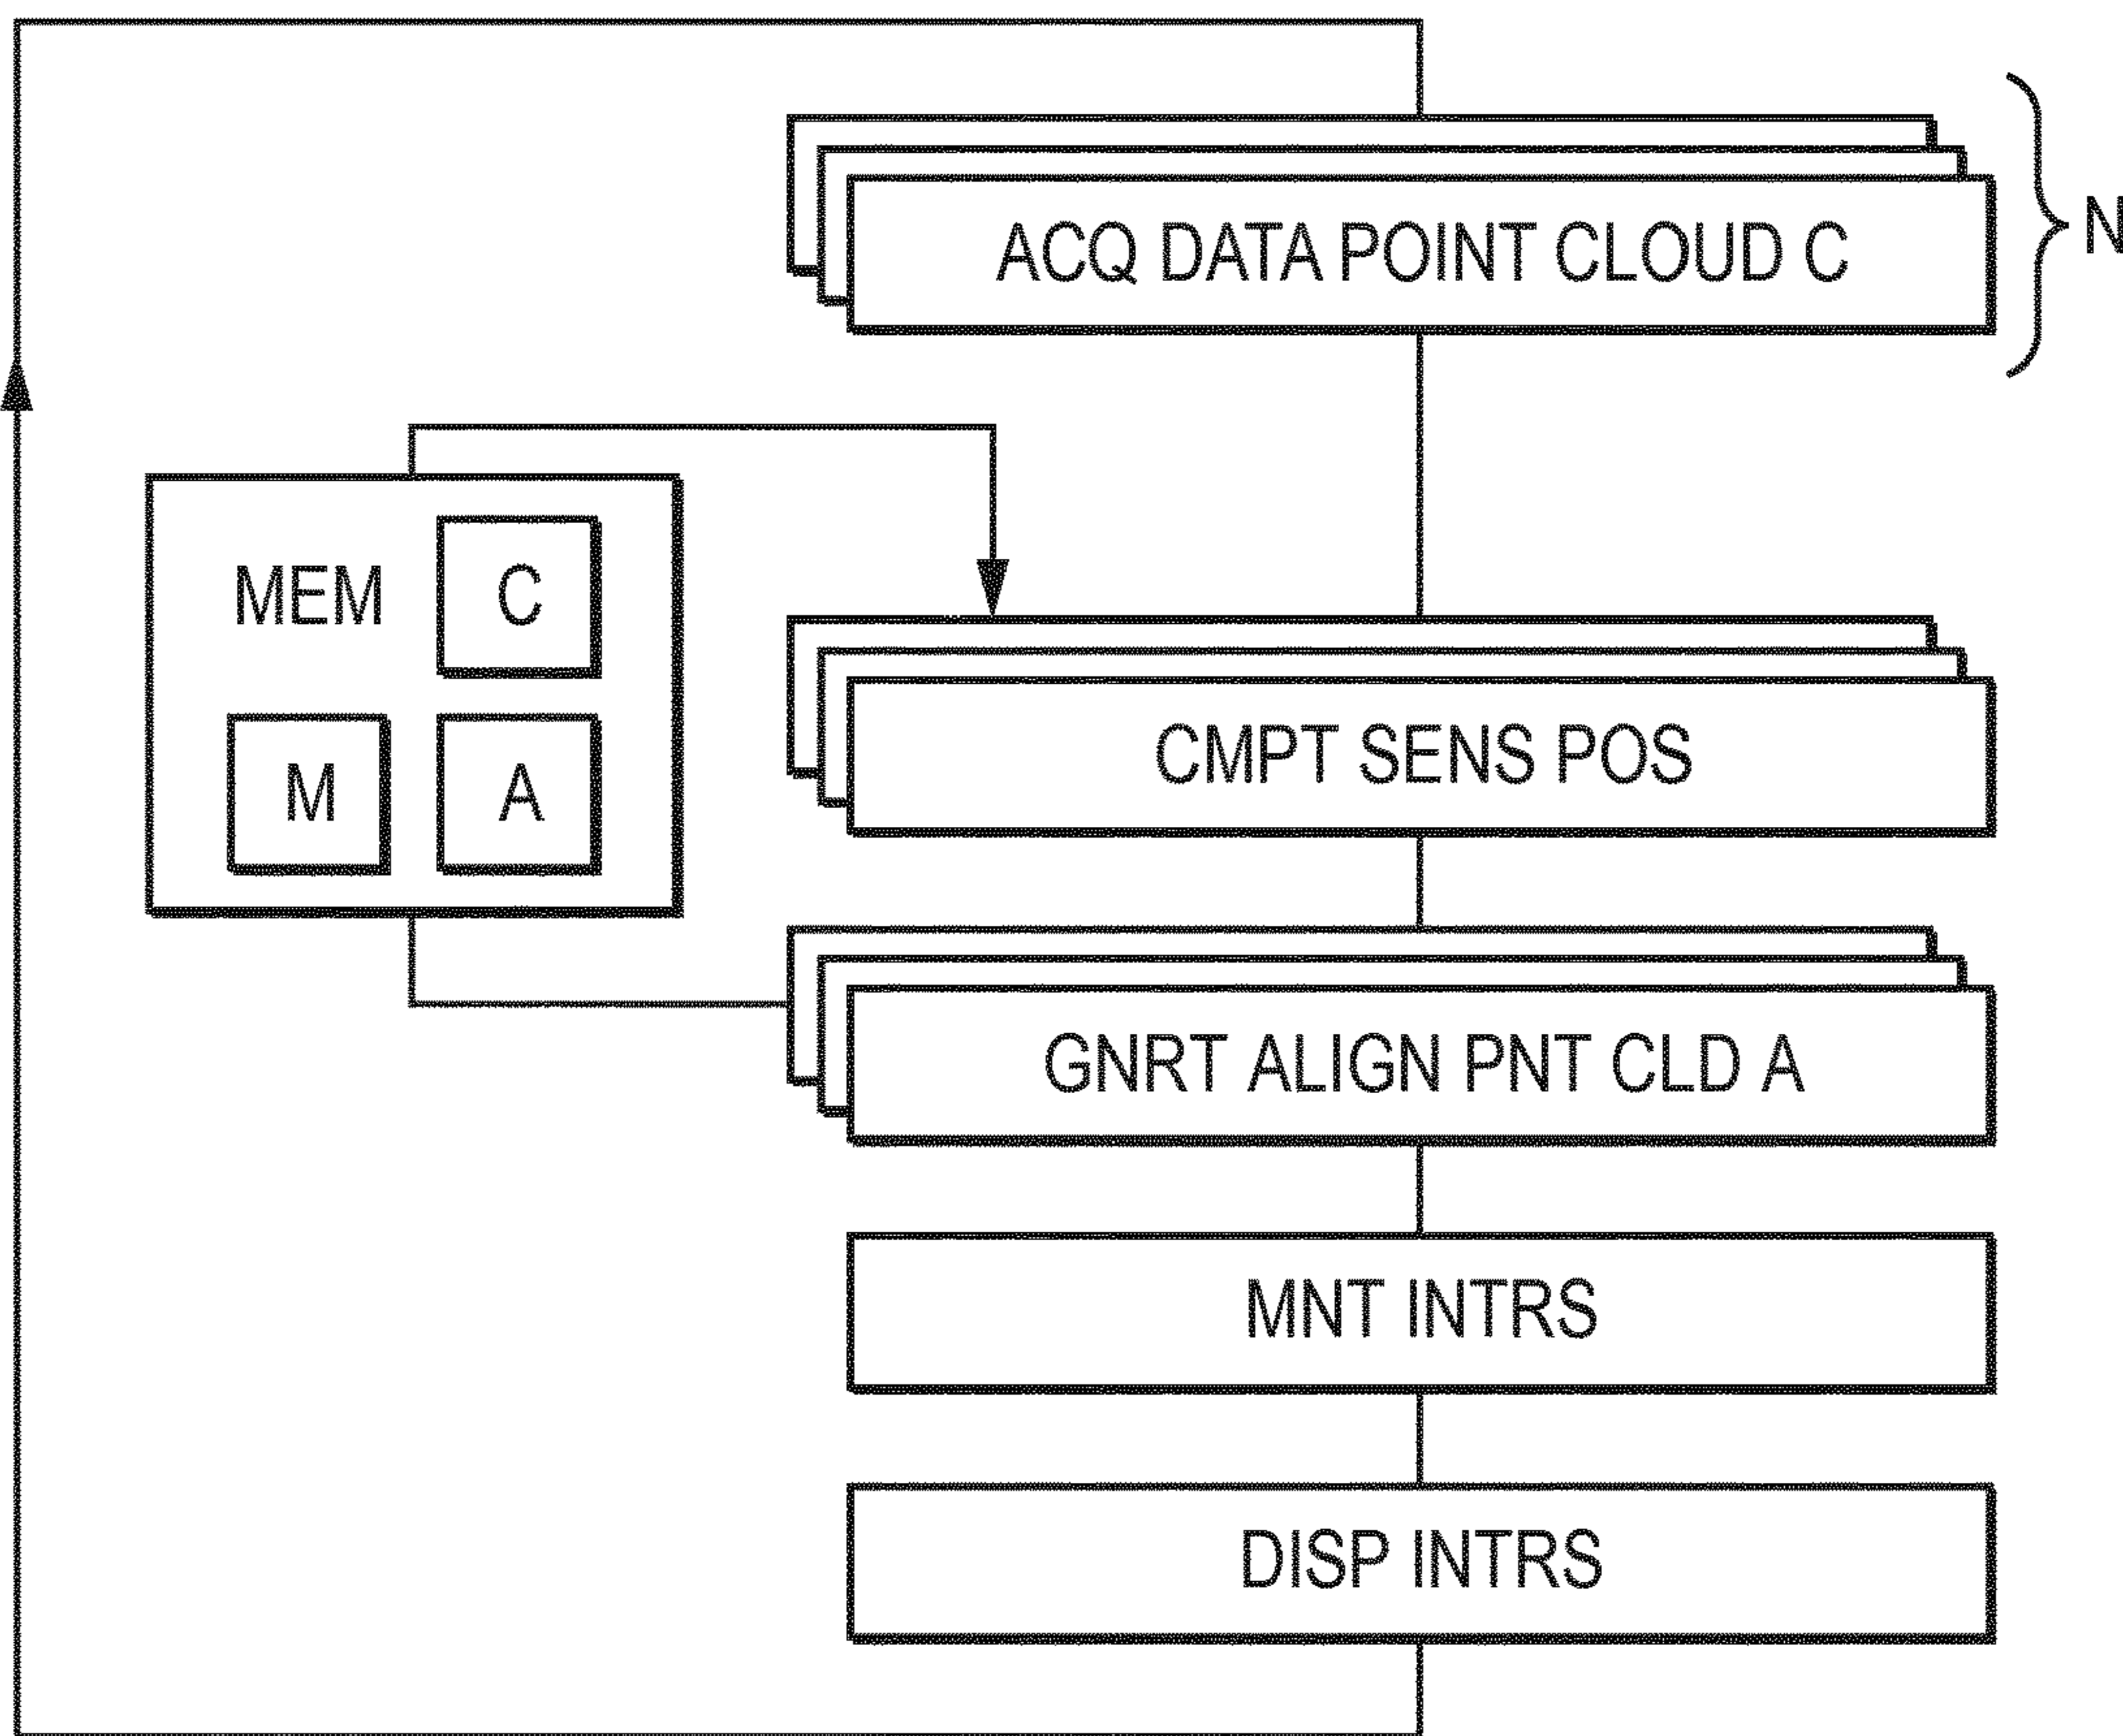 ACQ DATA POINT CLOUD C
N
MEM
C
M
A
CMPT SENS POS
GNRT ALIGN PNT CLD A
MNT INTRS
DISP INTRS